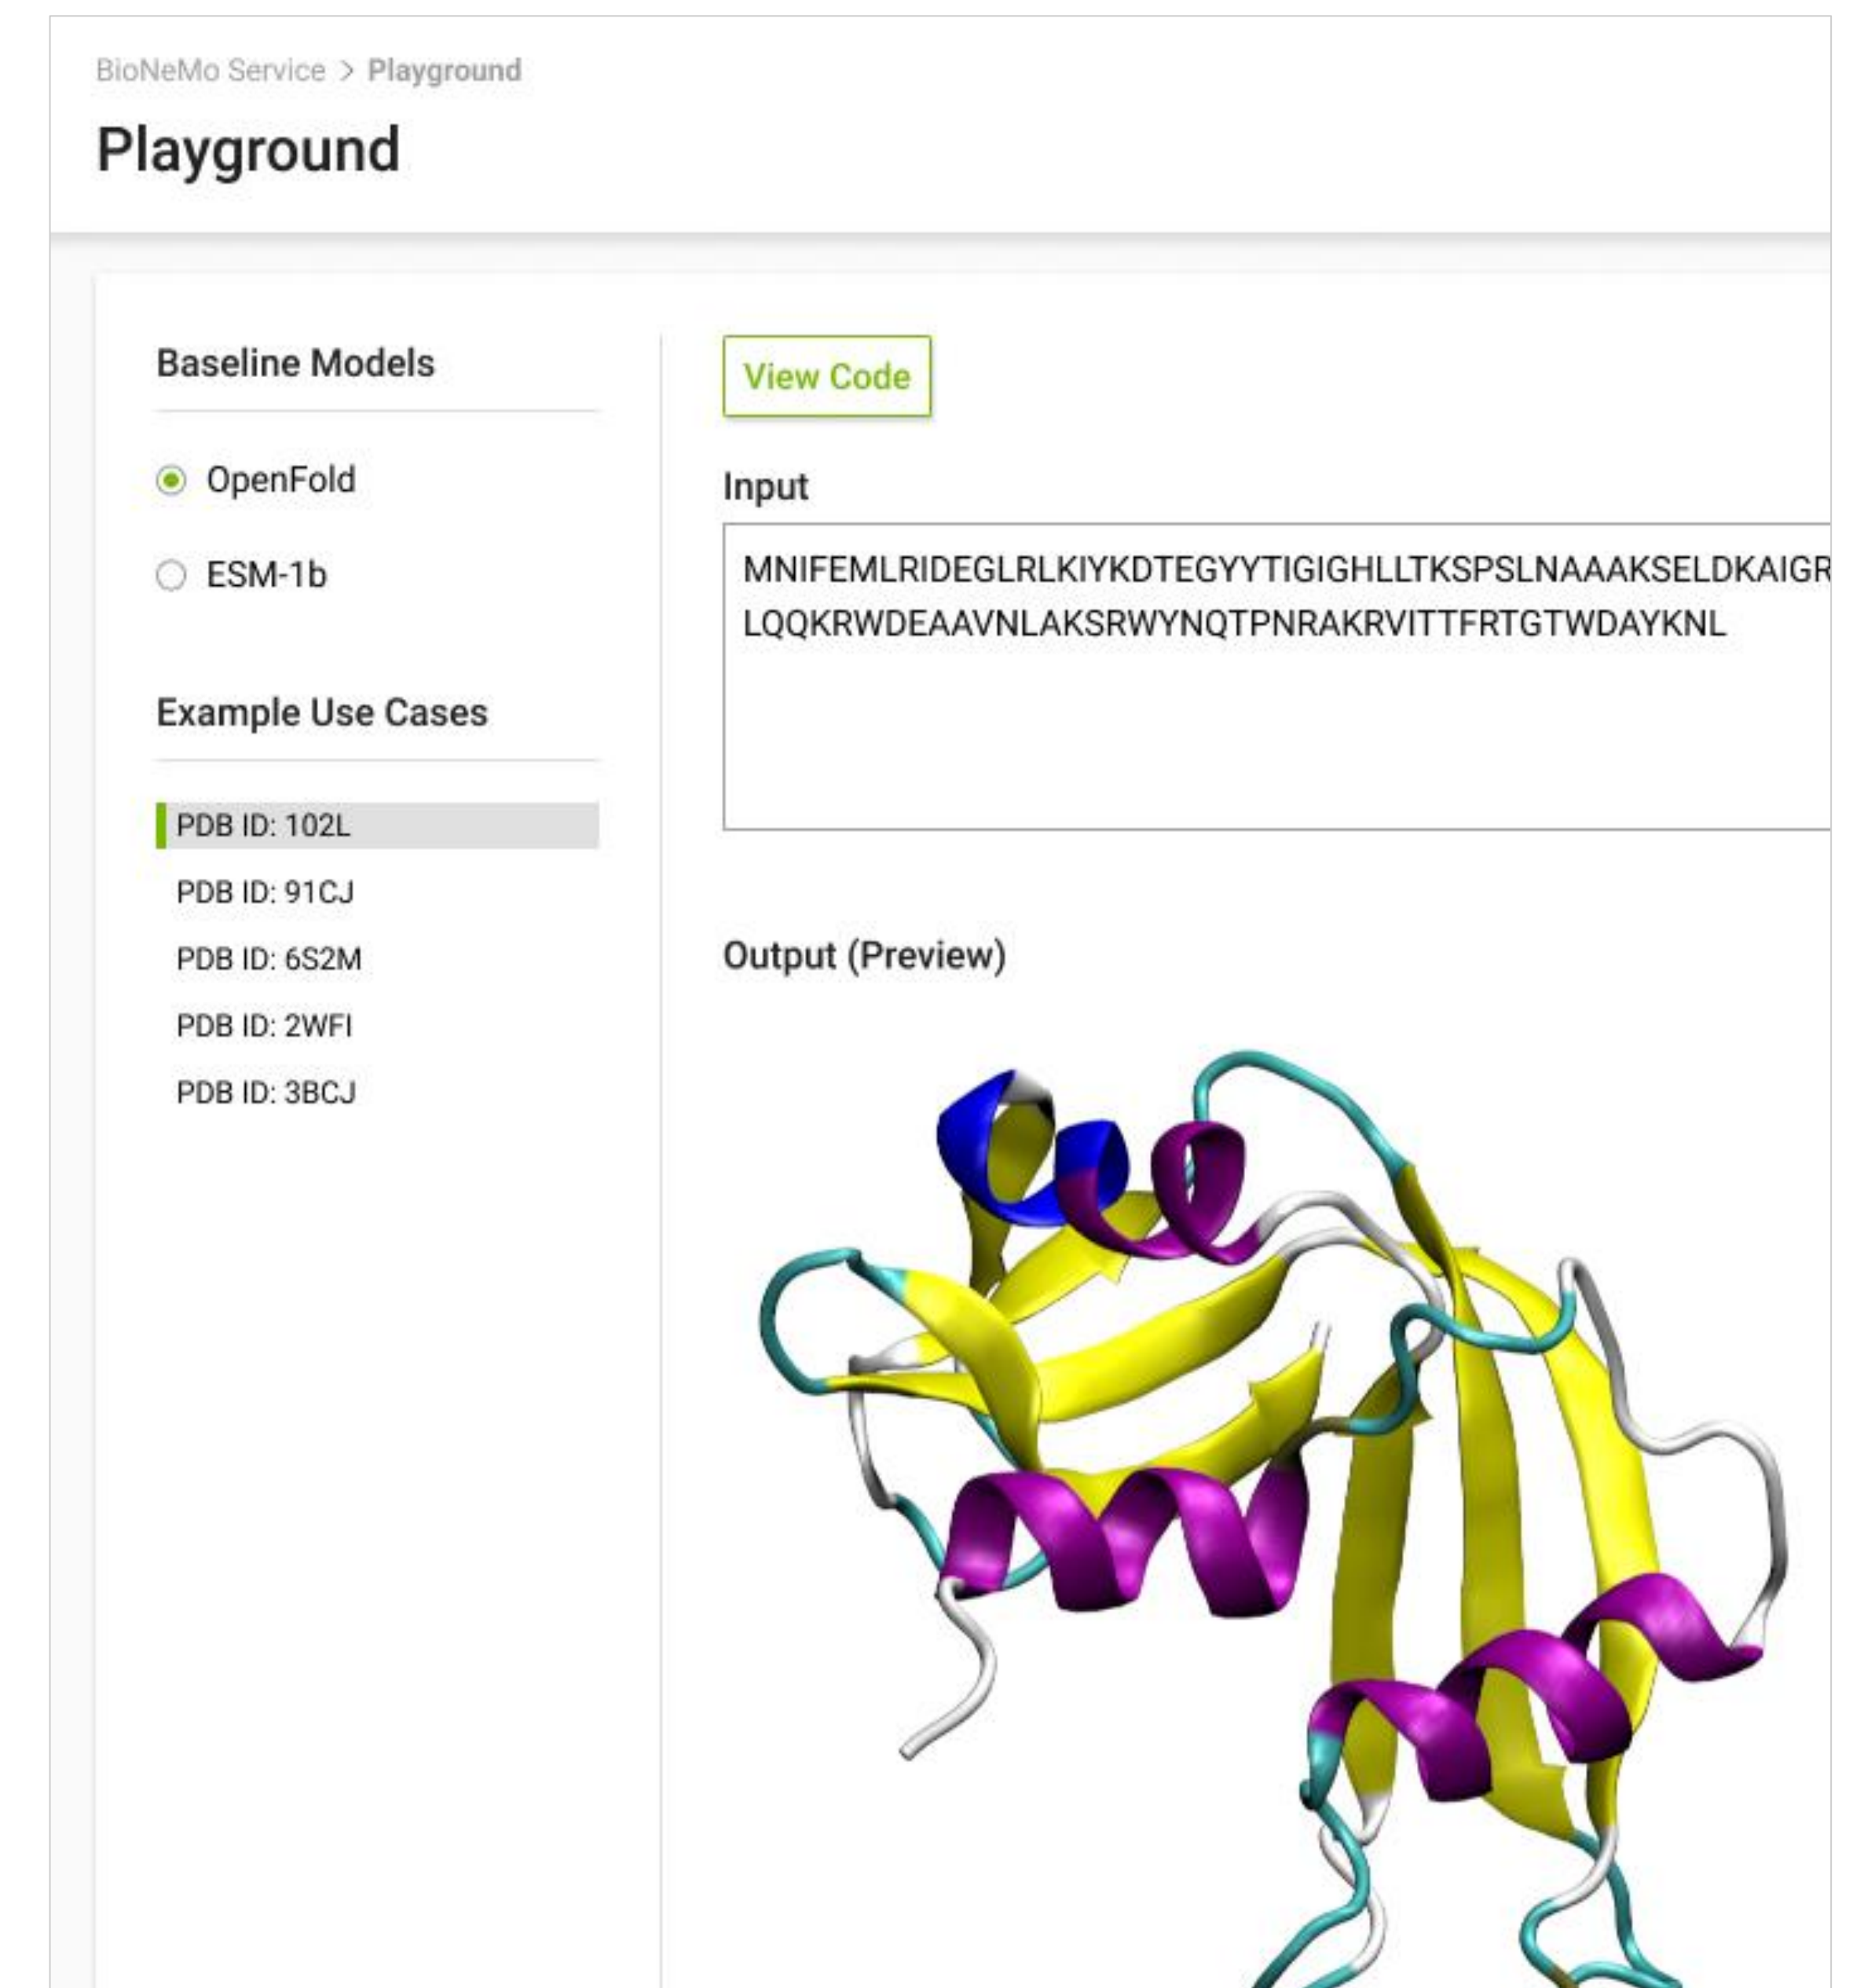 BioNeMo Service > Playground
Playground
Baseline Models
OpenFold
ESM-1b
Example Use Cases
PDB ID: 102L
PDB ID: 91CJ
PDB ID: 6S2M
PDB ID: 2WFI
PDB ID: 3BCJ
View Code
Input
MNIFEMLRIDEGLRLKIYKDTEGYYTIGIGHLLTKSPSLNAAAKSELDKAIGR
LQQKRWDEAAVNLAKSRWYNQTPNRAKRVITTFRTGTWDAYKNL
Output (Preview)